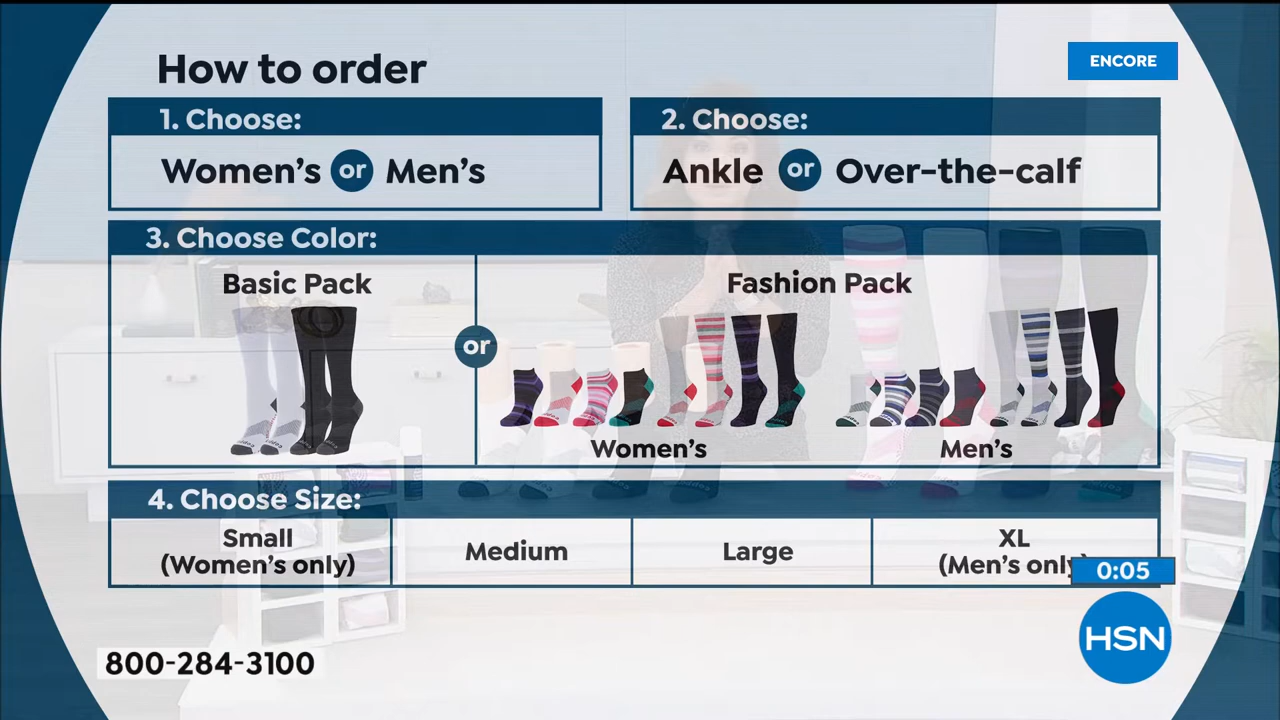 How to order
ENCORE
1. Choose:
Women's or Men's
2. Choose:
Ankle or Over-the-calf
3. Choose Color:
Basic Pack
or
Fashion Pack
Women's
Men's
4. Choose Size:
Small
(Women's only)
Medium
Large
XL
(Men's only
0:05
HSN
800-284-3100